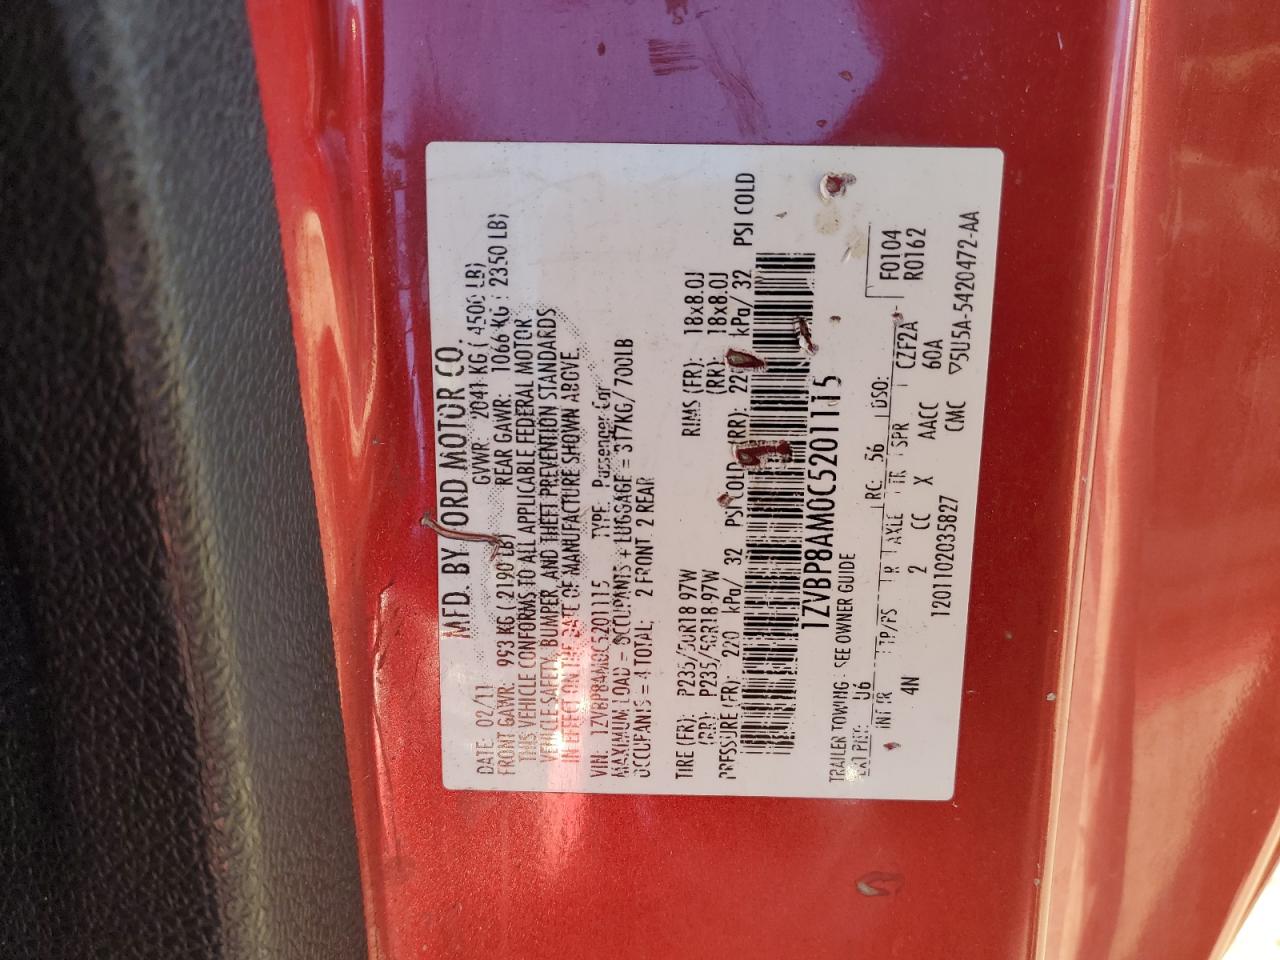 MFD. BY FORD MOTOR CO.
DATE: 02/11 GVWR: 2041 KG ( 4500 LB)
FRONT GAWR: 993 KG ( 2190 LB) REAR GAWR: 1066 KG ( 2350 LB)
THIS VEHICLE CONFORMS TO ALL APPLICABLE FEDERAL MOTOR
VEHICLE SAFETY, BUMPER, AND THEFT PREVENTION STANDARDS
IN EFFECT ON THE DATE OF MANUFACTURE SHOWN ABOVE.
VIN: 1ZVBP8AM0C5201115 TYPE: Passenger Car
MAXIMUM LOAD = OCCUPANTS + LUGGAGE = 317KG/ 700LB
OCCUPANTS = 4 TOTAL: 2 FRONT 2 REAR
TIRE (FR): P235/50R18 97W RIMS (FR): 18x8.0J
(RR): P235/50R18 97W (RR): 18x8.0J
PRESSURE (FR): 220 kPa/ 32 PSI COLD (RR): 220 kPa/ 32 PSI COLD
1ZVBP8AM0C5201115
TRAILER TOWING : SEE OWNER GUIDE
EXT PNT: U6 RC: 56 DSO: F0104
INT TR TP/PS R AXLE TR SPR CZF2A R0162
4N 2 CC X AACC 60A
1201102035827 CMC ▽5U5A-5420472-AA